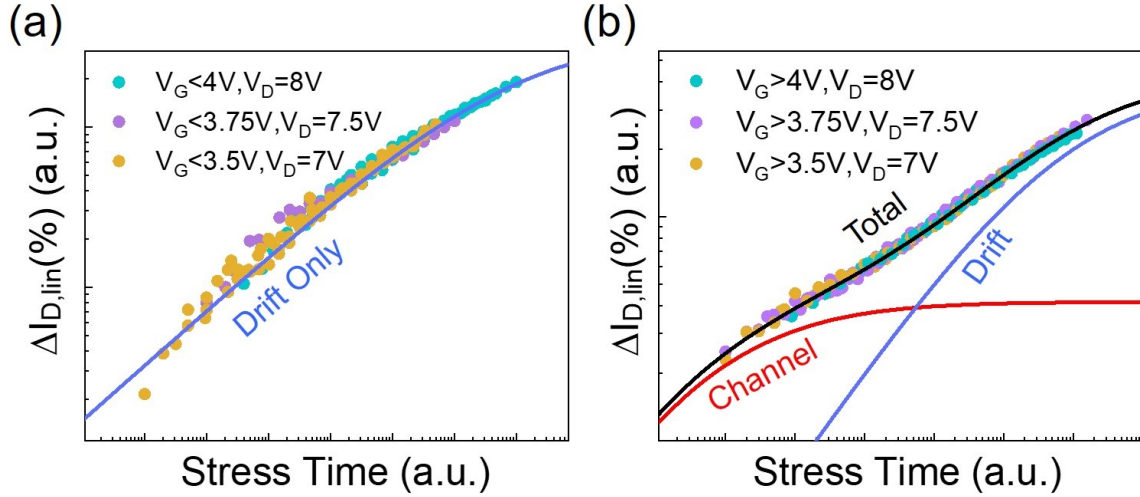 (a)
ΔI_D,lin(%) (a.u.)
V_G<4V,V_D=8V
V_G<3.75V,V_D=7.5V
V_G<3.5V,V_D=7V
Drift Only
Stress Time (a.u.)
(b)
ΔI_D,lin(%) (a.u.)
V_G>4V,V_D=8V
V_G>3.75V,V_D=7.5V
V_G>3.5V,V_D=7V
Total
Drift
Channel
Stress Time (a.u.)